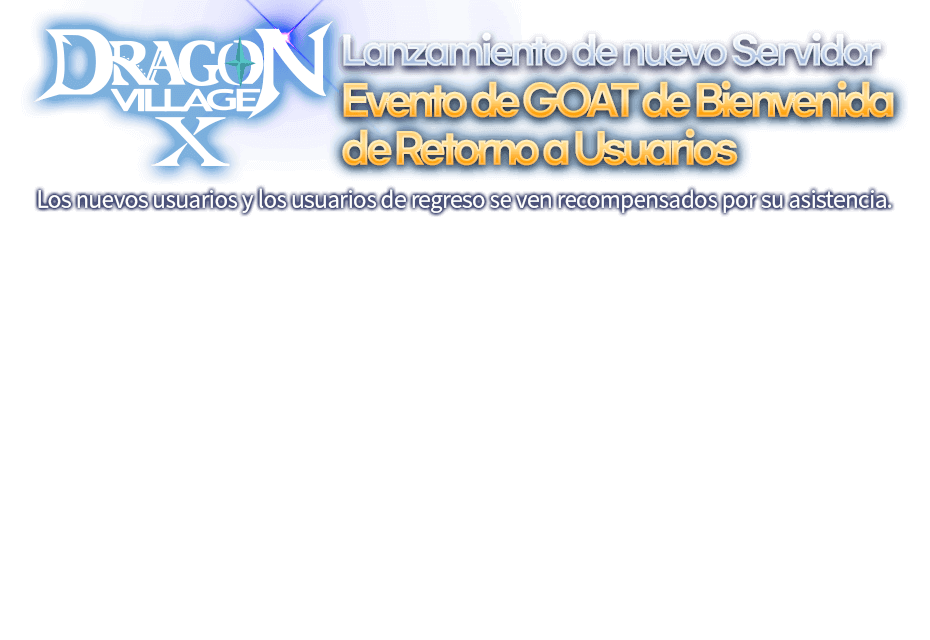 DRAGON
VILLAGE
X
Lanzamiento de nuevo Servidor
Evento de GOAT de Bienvenida
de Retorno a Usuarios
Los nuevos usuarios y los usuarios de regreso se ven recompensados por su asistencia.